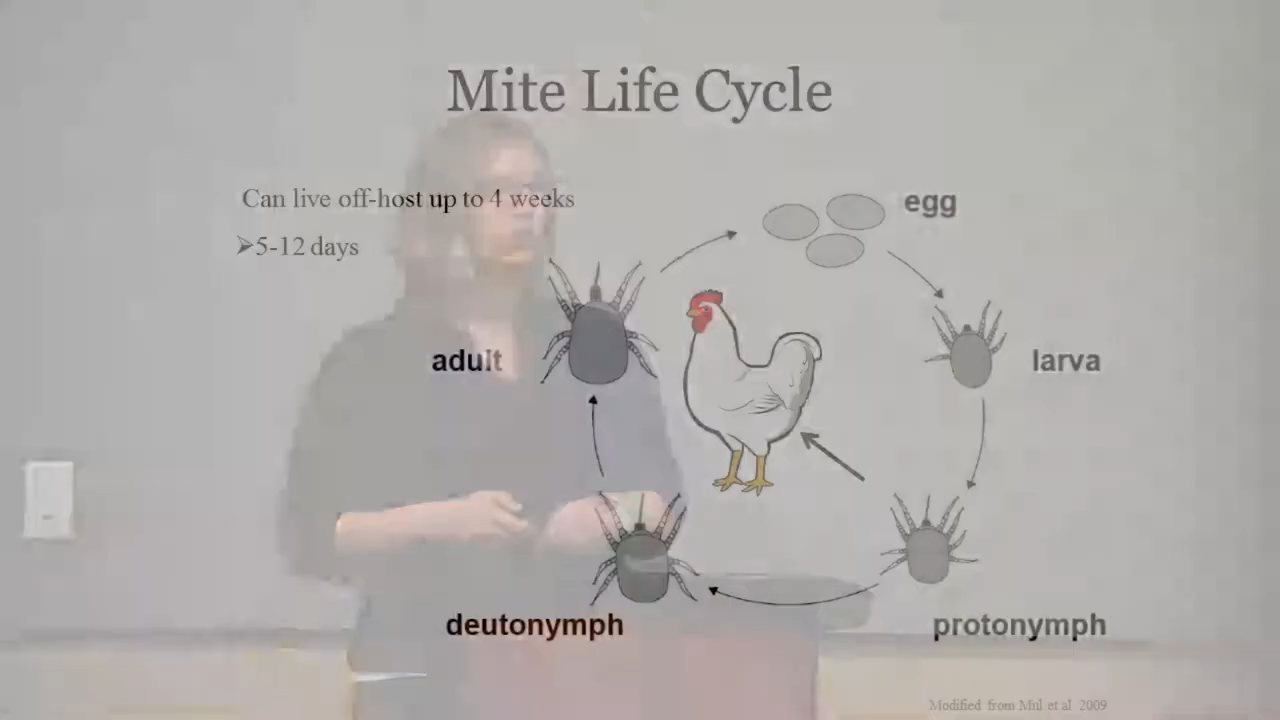 Mite Life Cycle
Can live off-host up to 4 weeks
➢5-12 days
egg
adult
larva
deutonymph
protonymph
Modified from Mul et al 2009